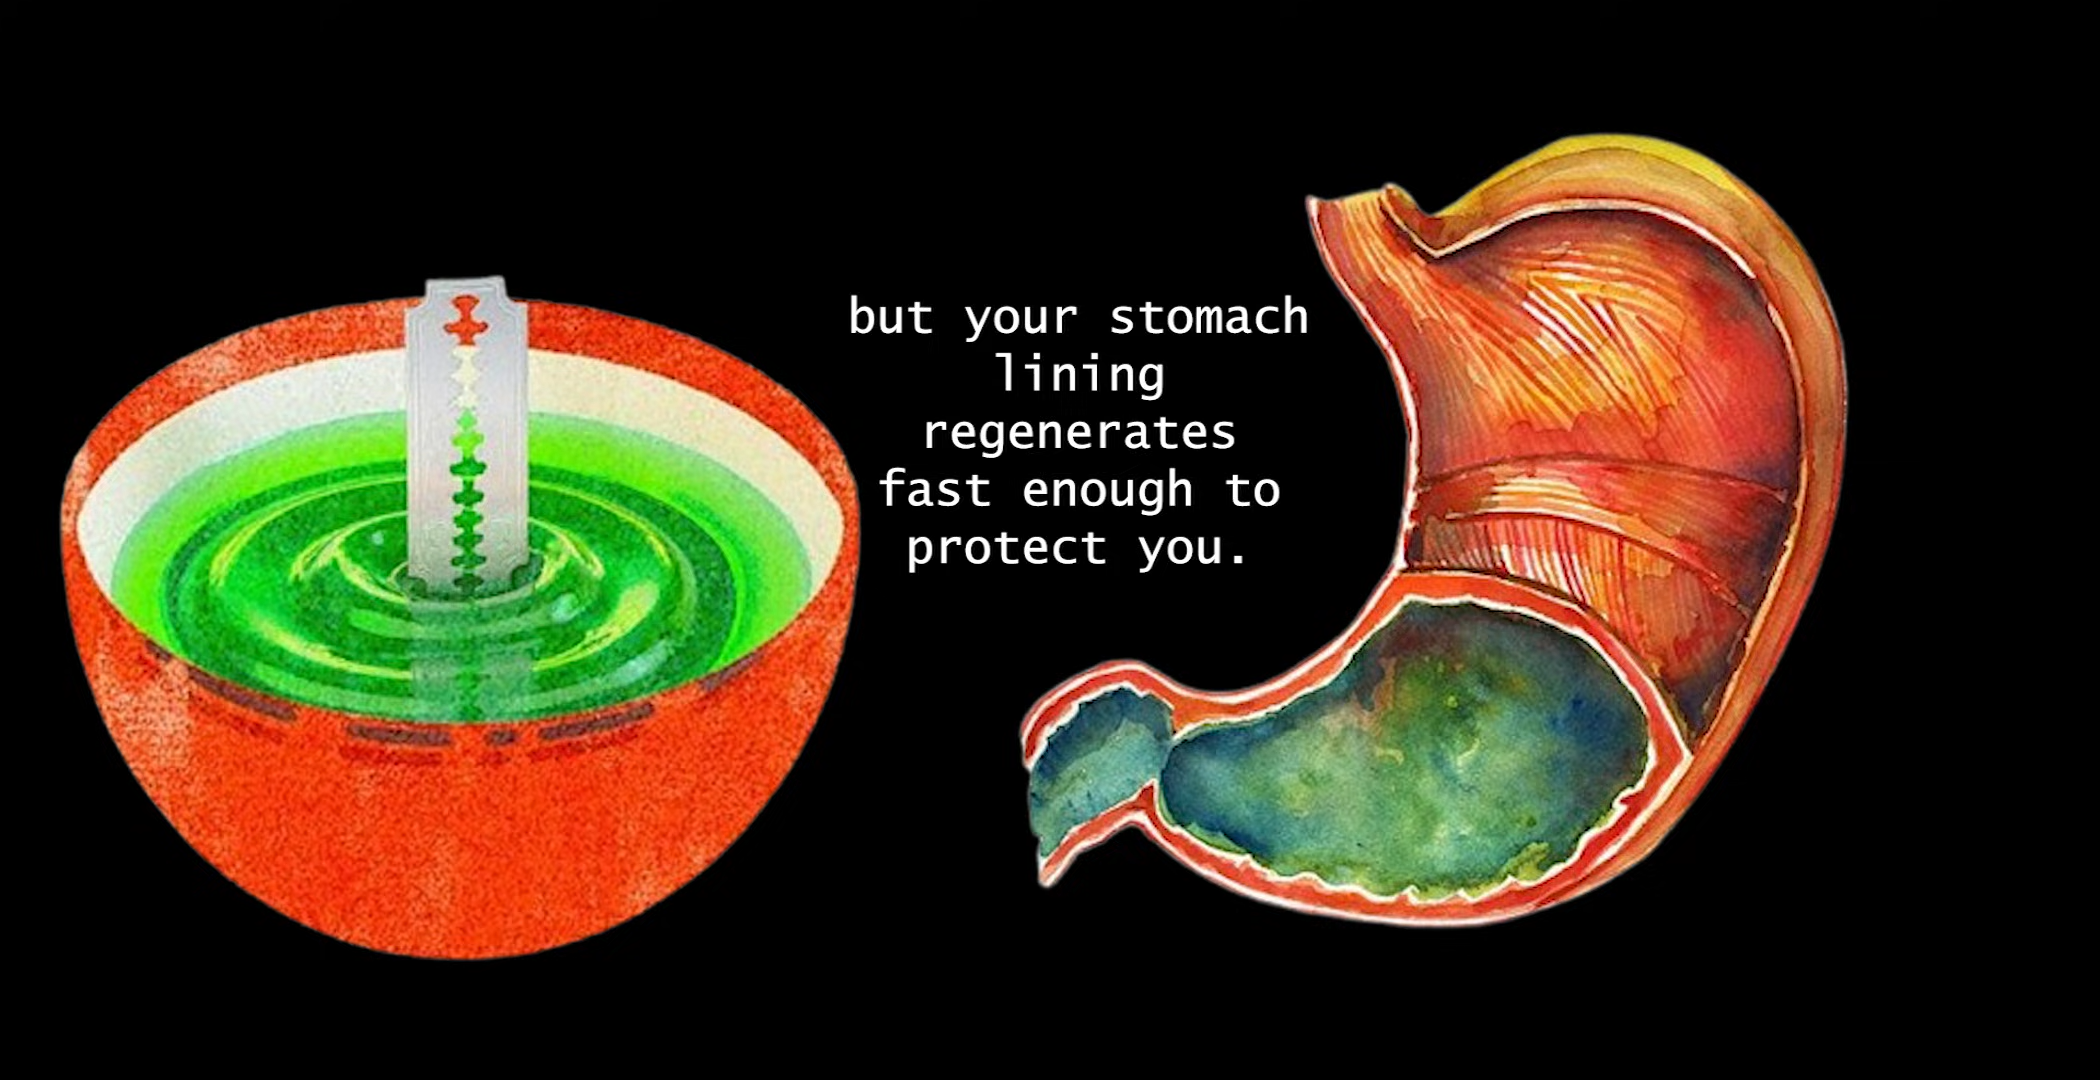 but your stomach
lining
regenerates
fast enough to
protect you.